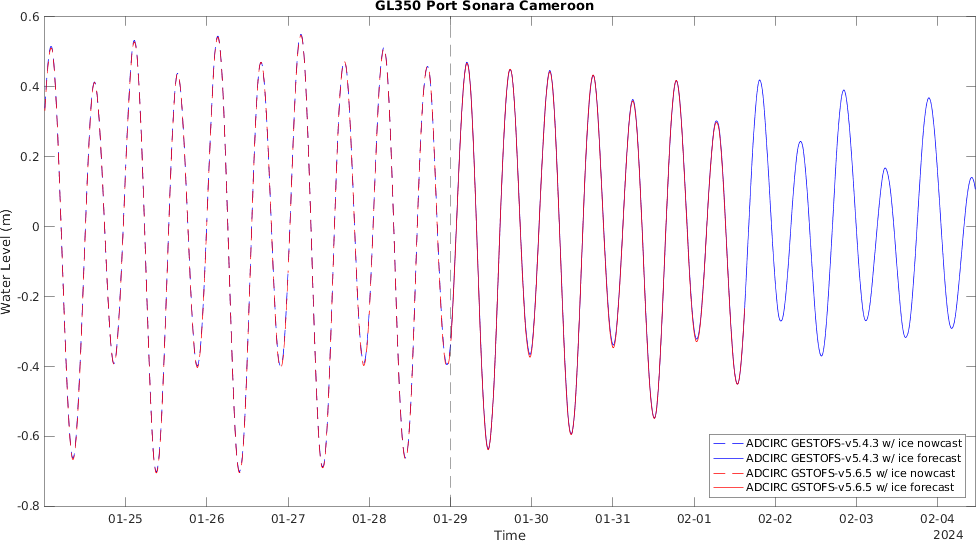 GL350 Port Sonara Cameroon
0.6
0.4
0.2
0
-0.2
-0.4
-0.6
-0.8
Water Level (m)
ADCIRC GESTOFS-v5.4.3 w/ ice nowcast
ADCIRC GESTOFS-v5.4.3 w/ ice forecast
ADCIRC GSTOFS-v5.6.5 w/ ice nowcast
ADCIRC GSTOFS-v5.6.5 w/ ice forecast
01-25 01-26 01-27 01-28 01-29 01-30 01-31 02-01 02-02 02-03 02-04
Time
2024